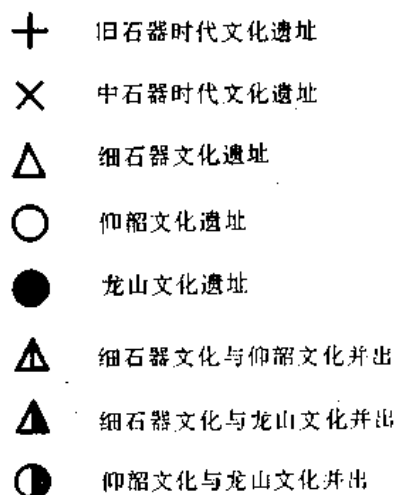 旧石器时代文化遗址
中石器时代文化遗址
细石器文化遗址
仰韶文化遗址
龙山文化遗址
细石器文化与仰韶文化并出
细石器文化与龙山文化并出
仰韶文化与龙山文化并出